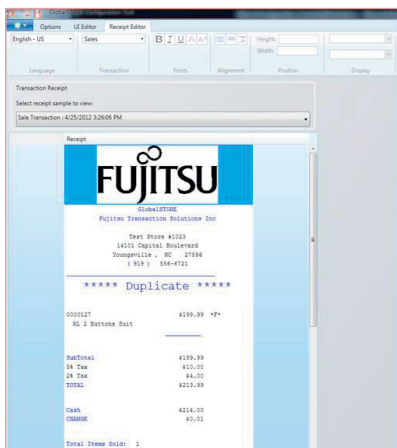 GlobalSTORE Configuration Tool
Options UI Editor Receipt Editor
English - US Sales B I U A A Height:
Width:
Language Transaction Fonts Alignment Position Display
Transaction Receipt
Select receipt sample to view:
Sale Transaction : 4/25/2012 3:26:06 PM
Receipt
FUJITSU
GlobalSTORE
Fujitsu Transaction Solutions Inc
Test Store #1023
14101 Capital Boulevard
Youngsville , NC 27596
( 919 ) 556-6721
***** Duplicate *****
0000127 $199.99 *F*
RL 2 Buttons Suit
SubTotal $199.99
5% Tax $10.00
2% Tax $4.00
TOTAL $213.99
Cash $214.00
CHANGE $0.01
Total Items Sold: 1